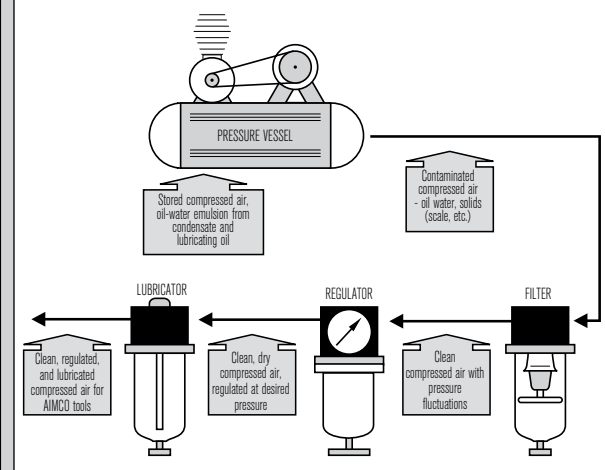 PRESSURE VESSEL
Stored compressed air,
oil-water emulsion from
condensate and
lubricating oil
Contaminated
compressed air
- oil water, solids
(scale, etc.)
LUBRICATOR
REGULATOR
FILTER
Clean, regulated,
and lubricated
compressed air for
AIMCO tools
Clean, dry
compressed air,
regulated at desired
pressure
Clean
compressed air with
pressure
fluctuations